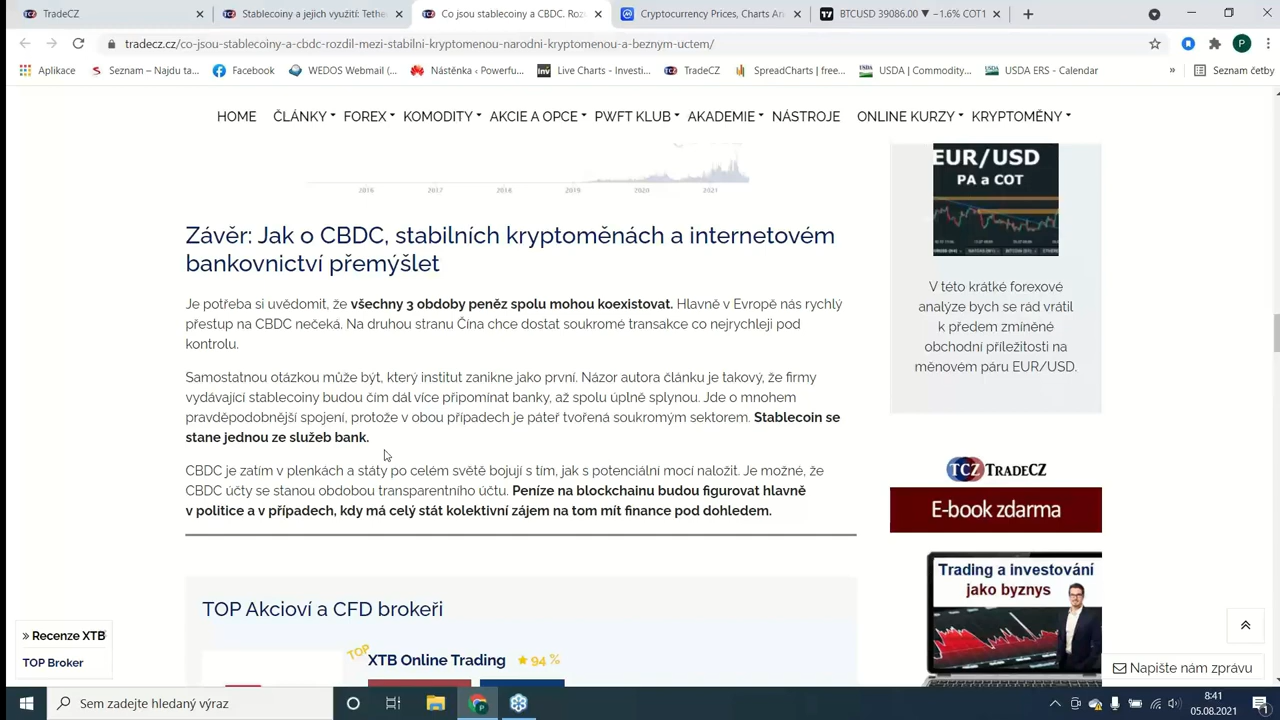 TradeCZ
Stablecoiny a jejich využití: Tethe
Co jsou stablecoiny a CBDC. Roz
Cryptocurrency Prices, Charts An
BTCUSD 39086.00 ▼ −1.6% COT1
tradecz.cz/co-jsou-stablecoiny-a-cbdc-rozdil-mezi-stabilni-kryptomenou-narodni-kryptomenou-a-beznym-uctem/
P
Aplikace
Seznam – Najdu ta...
Facebook
WEDOS Webmail (...
Nástěnka ‹ Powerfu...
Live Charts - Investi...
TradeCZ
SpreadCharts | free...
USDA | Commodity...
USDA ERS - Calendar
»
Seznam četby
HOME
ČLÁNKY
FOREX
KOMODITY
AKCIE A OPCE
PWFT KLUB
AKADEMIE
NÁSTROJE
ONLINE KURZY
KRYPTOMĚNY
2016 2017 2018 2019 2020 2021
Závěr: Jak o CBDC, stabilních kryptoměnách a internetovém
bankovnictví přemýšlet
Je potřeba si uvědomit, že všechny 3 obdoby peněz spolu mohou koexistovat. Hlavně v Evropě nás rychlý
přestup na CBDC nečeká. Na druhou stranu Čína chce dostat soukromé transakce co nejrychleji pod
kontrolu.
Samostatnou otázkou může být, který institut zanikne jako první. Názor autora článku je takový, že firmy
vydávající stablecoiny budou čím dál více připomínat banky, až spolu úplně splynou. Jde o mnohem
pravděpodobnější spojení, protože v obou případech je páteř tvořená soukromým sektorem. Stablecoin se
stane jednou ze služeb bank.
CBDC je zatím v plenkách a státy po celém světě bojují s tím, jak s potenciální mocí naložit. Je možné, že
CBDC účty se stanou obdobou transparentního účtu. Peníze na blockchainu budou figurovat hlavně
v politice a v případech, kdy má celý stát kolektivní zájem na tom mít finance pod dohledem.
TOP Akcioví a CFD brokeři
TOP
XTB Online Trading
94 %
EUR/USD
PA a COT
V této krátké forexové
analýze bych se rád vrátil
k předem zmíněné
obchodní příležitosti na
měnovém páru EUR/USD.
TCZ TRADECZ
E-book zdarma
Trading a investování
jako byznys
» Recenze XTB
TOP Broker
Napište nám zprávu
Sem zadejte hledaný výraz
8:41
05.08.2021